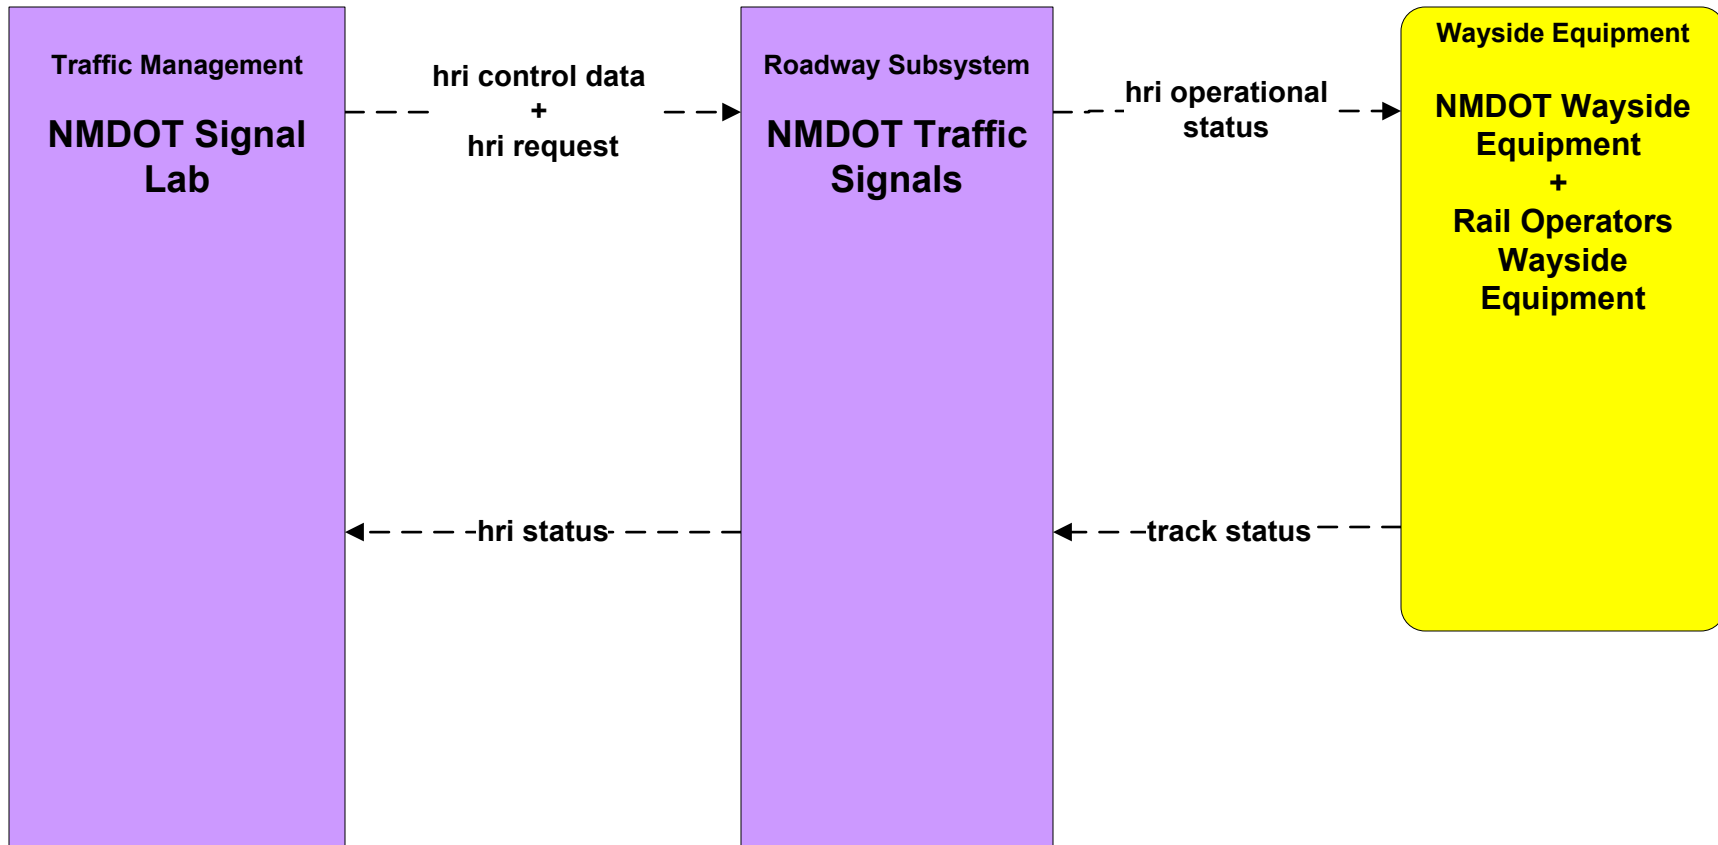 Traffic Management
NMDOT Signal
Lab
hri control data
+
hri request
Roadway Subsystem
NMDOT Traffic
Signals
hri operational
status
Wayside Equipment
NMDOT Wayside
Equipment
+
Rail Operators
Wayside
Equipment
hri status
track status